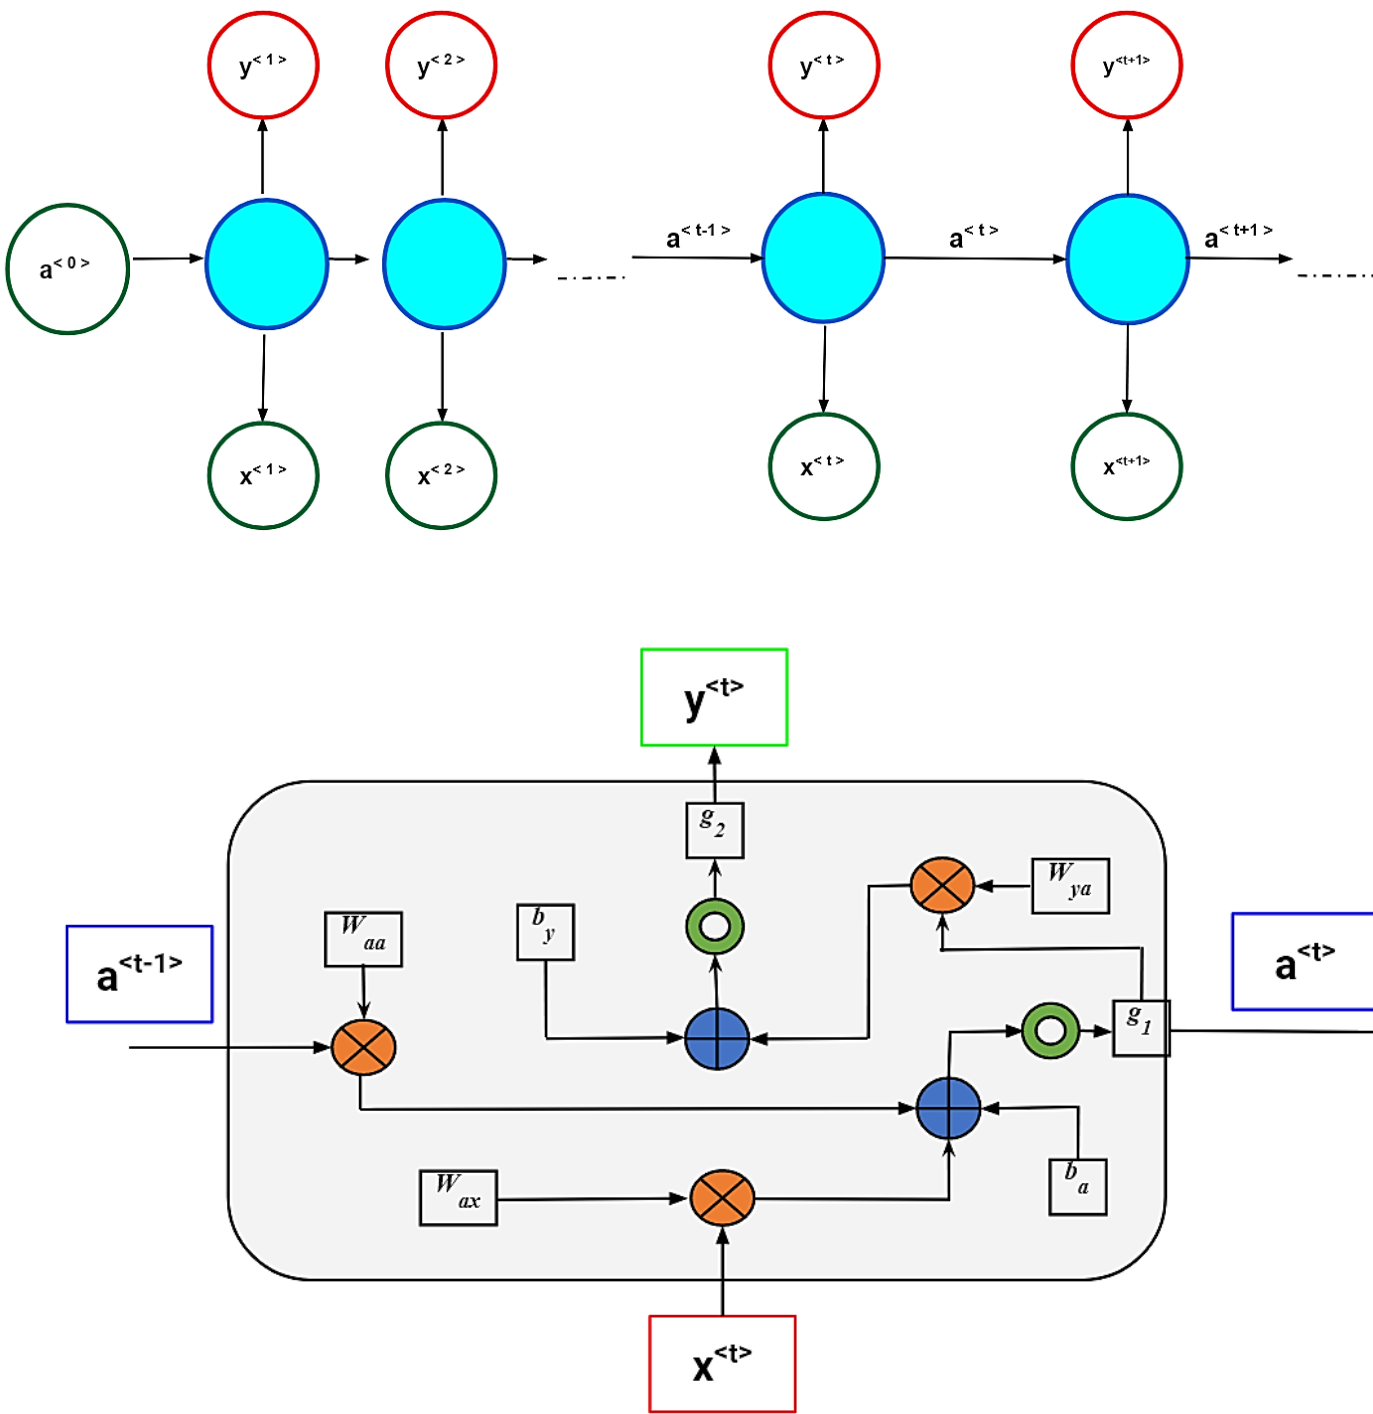 y< 1 > y< 2 > y< t > y<t+1>
a< 0 > a< t-1 > a< t > a< t+1 >
x< 1 > x< 2 > x< t > x<t+1>
y<t>
g2
Wya
Waa by
a<t-1> a<t>
g1
Wax ba
x<t>